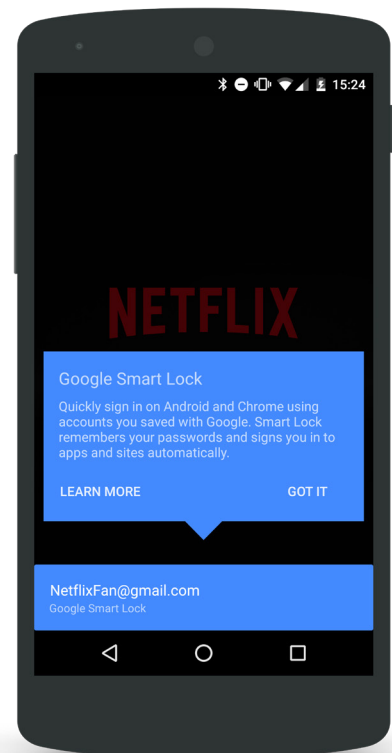 15:24
NETFLIX
Google Smart Lock
Quickly sign in on Android and Chrome using
accounts you saved with Google. Smart Lock
remembers your passwords and signs you in to
apps and sites automatically.
LEARN MORE GOT IT
NetflixFan@gmail.com
Google Smart Lock